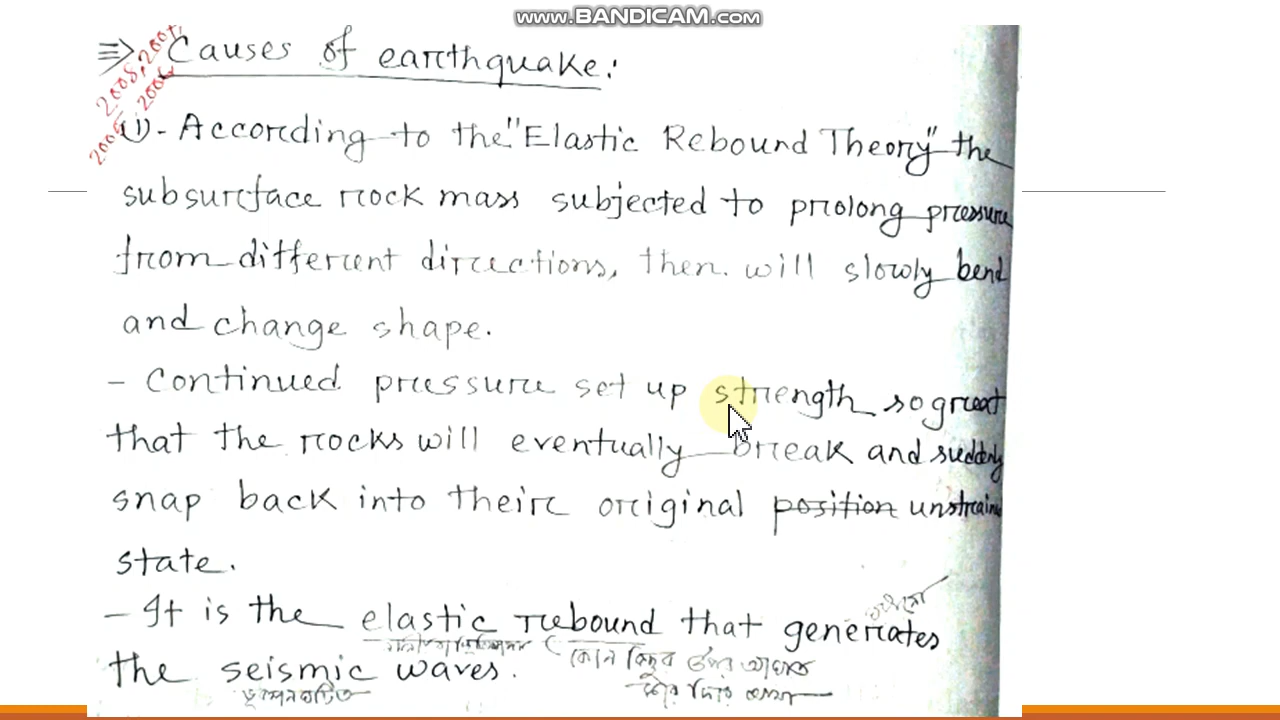 www.BANDICAM.com
⇒ Causes of earthquake:
2008, 2007
2006
2005
(1)- According to the "Elastic Rebound Theory" the
subsurface rock mass subjected to prolong pressure
from different directions, then will slowly bend
and change shape.
- Continued pressure set up strength so great
that the rocks will eventually break and suddenly
snap back into their original position unstrained
state.
- It is the elastic rebound that generates
the seismic waves.
কোন কিছুর উপর আঘাত